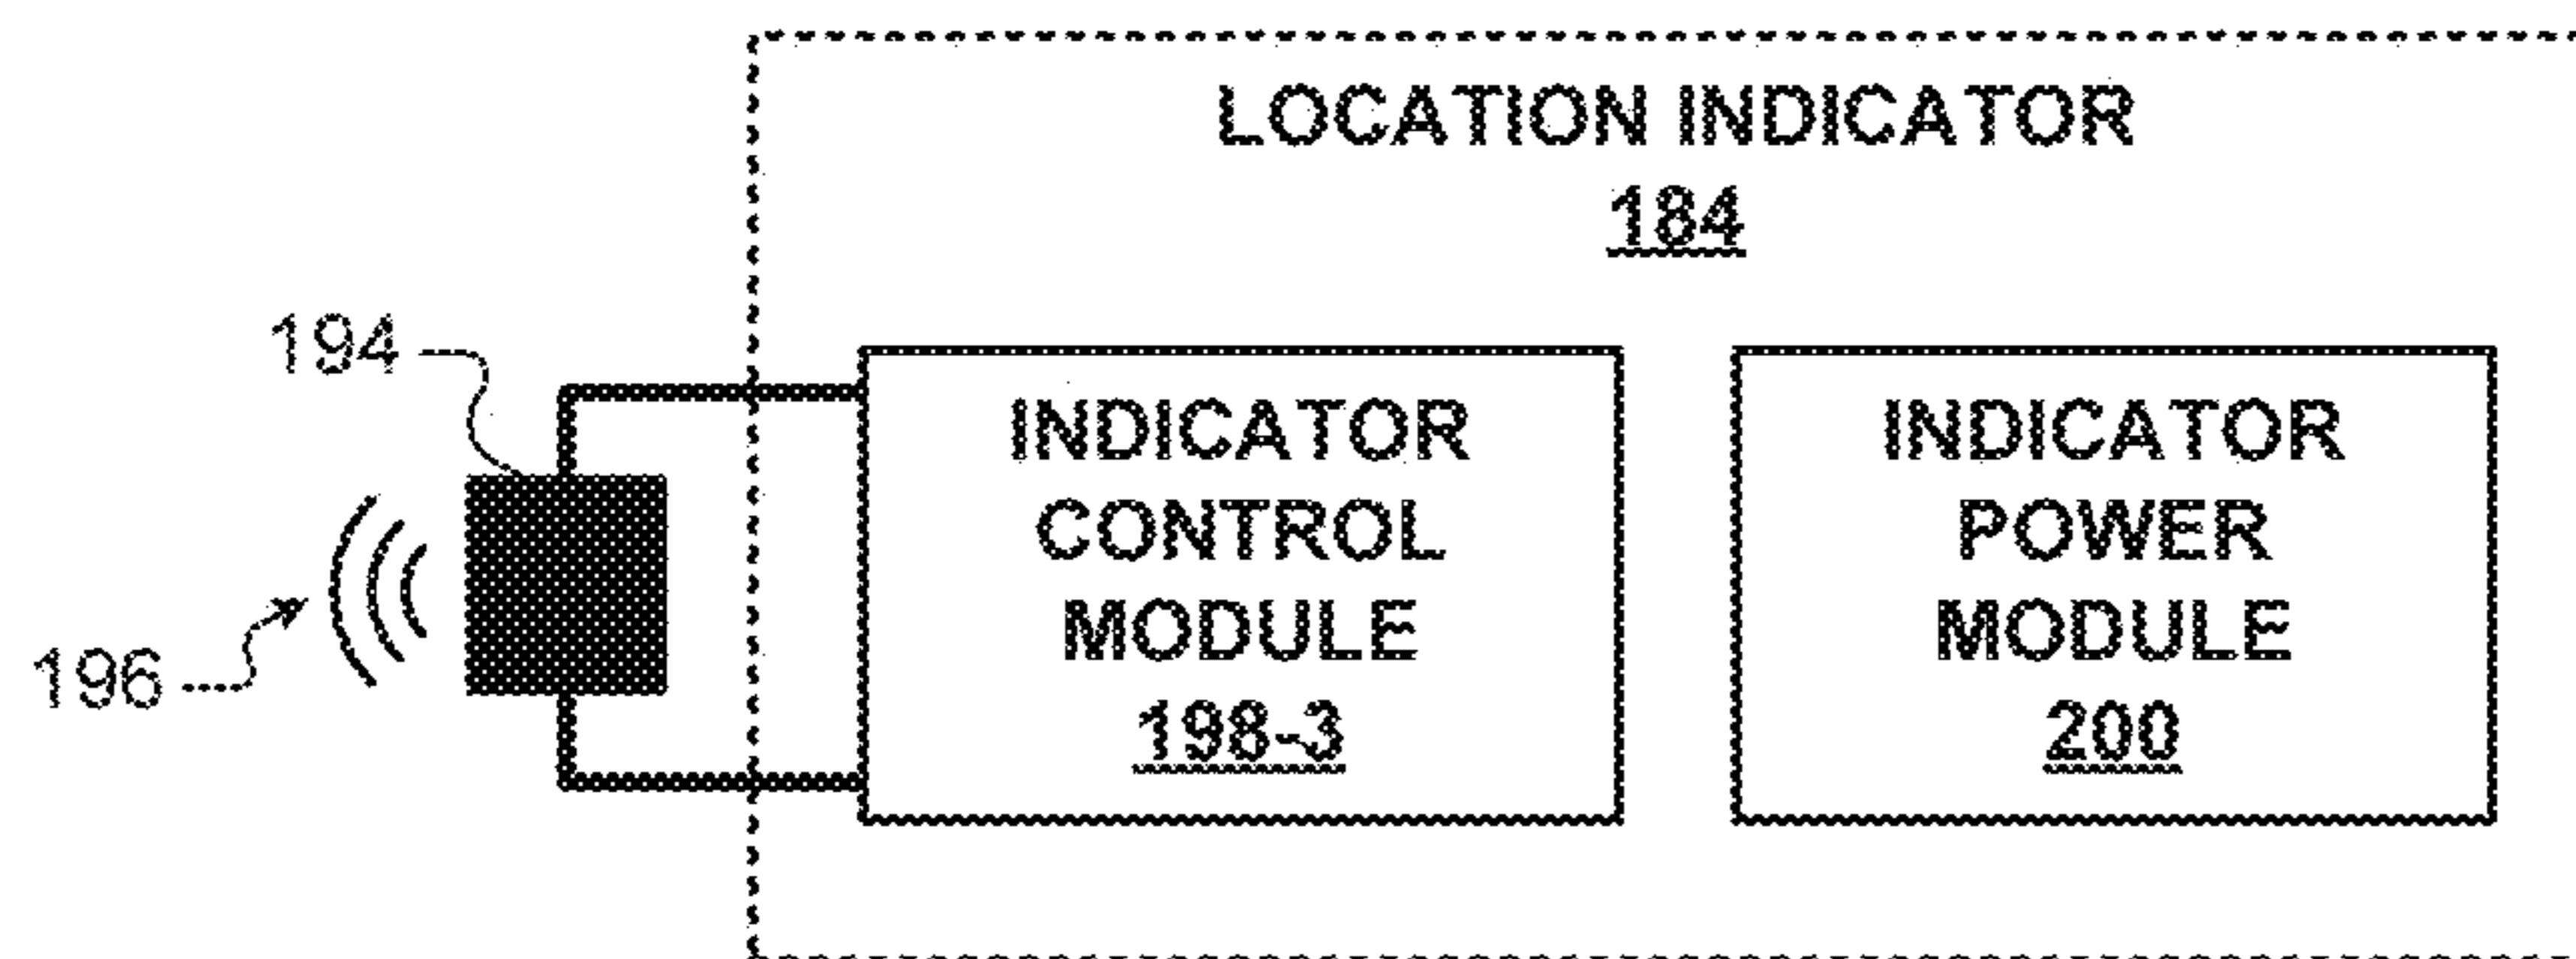 LOCATION INDICATOR
184
194
196
INDICATOR
CONTROL
MODULE
198-3
INDICATOR
POWER
MODULE
200